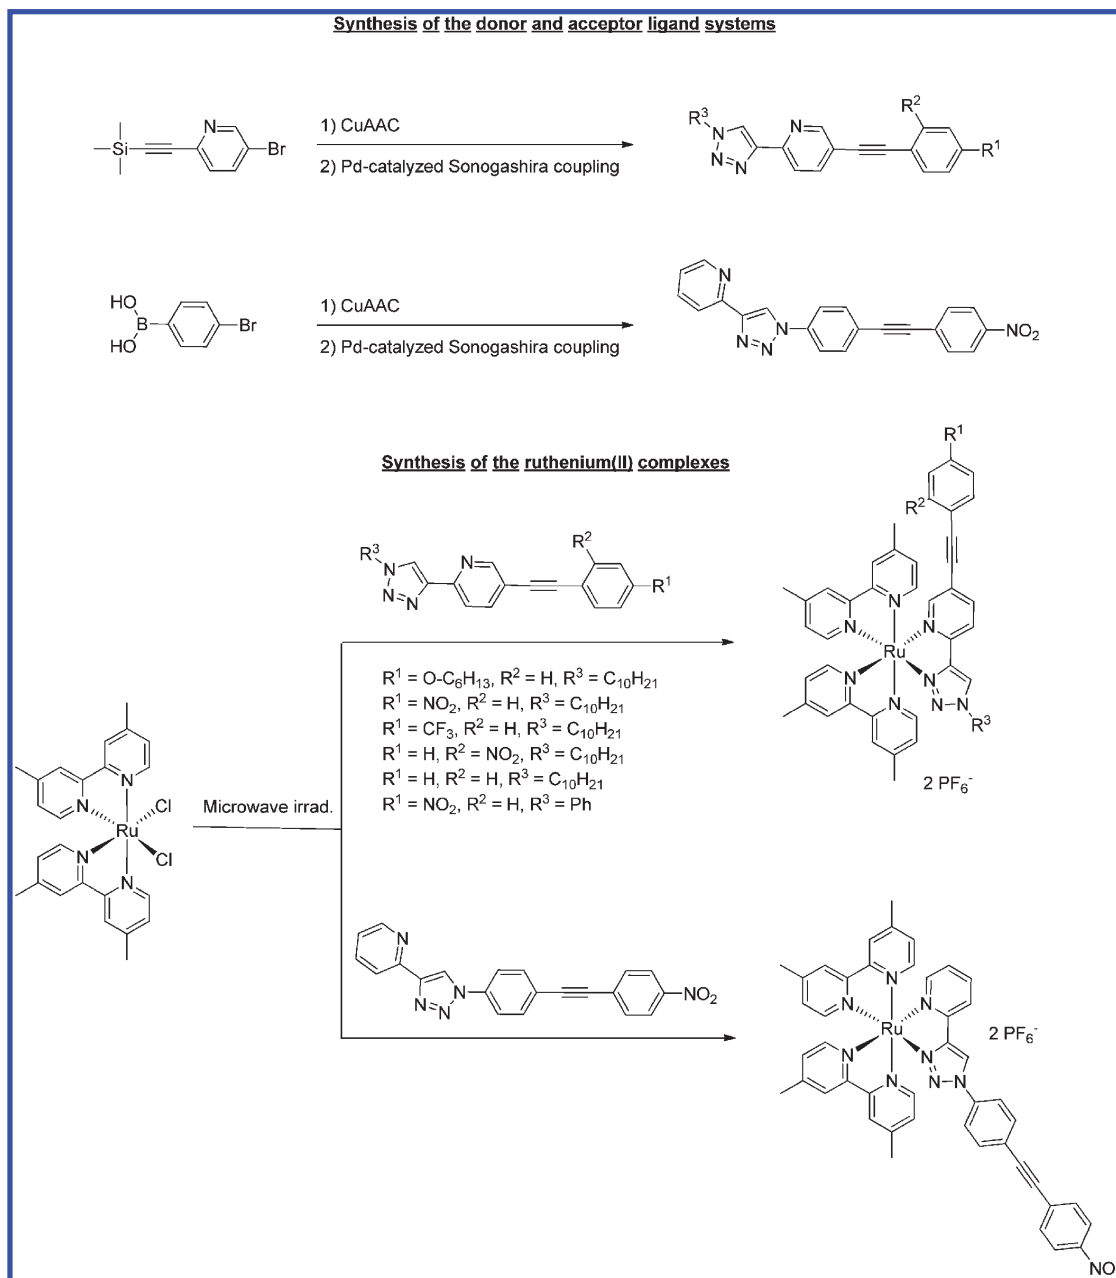 Synthesis of the donor and acceptor ligand systems
Si
N
Br
1) CuAAC
2) Pd-catalyzed Sonogashira coupling
R³
N
N
N
N
R²
R¹
HO
B
HO
Br
1) CuAAC
2) Pd-catalyzed Sonogashira coupling
N
N
N
N
NO₂
Synthesis of the ruthenium(II) complexes
R³
N
N
N
N
R²
R¹
R¹ = O-C₆H₁₃, R² = H, R³ = C₁₀H₂₁
R¹ = NO₂, R² = H, R³ = C₁₀H₂₁
R¹ = CF₃, R² = H, R³ = C₁₀H₂₁
R¹ = H, R² = NO₂, R³ = C₁₀H₂₁
R¹ = H, R² = H, R³ = C₁₀H₂₁
R¹ = NO₂, R² = H, R³ = Ph
N
N
Cl
Ru
Cl
N
N
Microwave irrad.
R¹
R²
N
N
N
Ru
N
N
N
N
N
R³
2 PF₆⁻
N
N
N
N
NO₂
N
N
N
Ru
N
N
N
N
N
2 PF₆⁻
NO